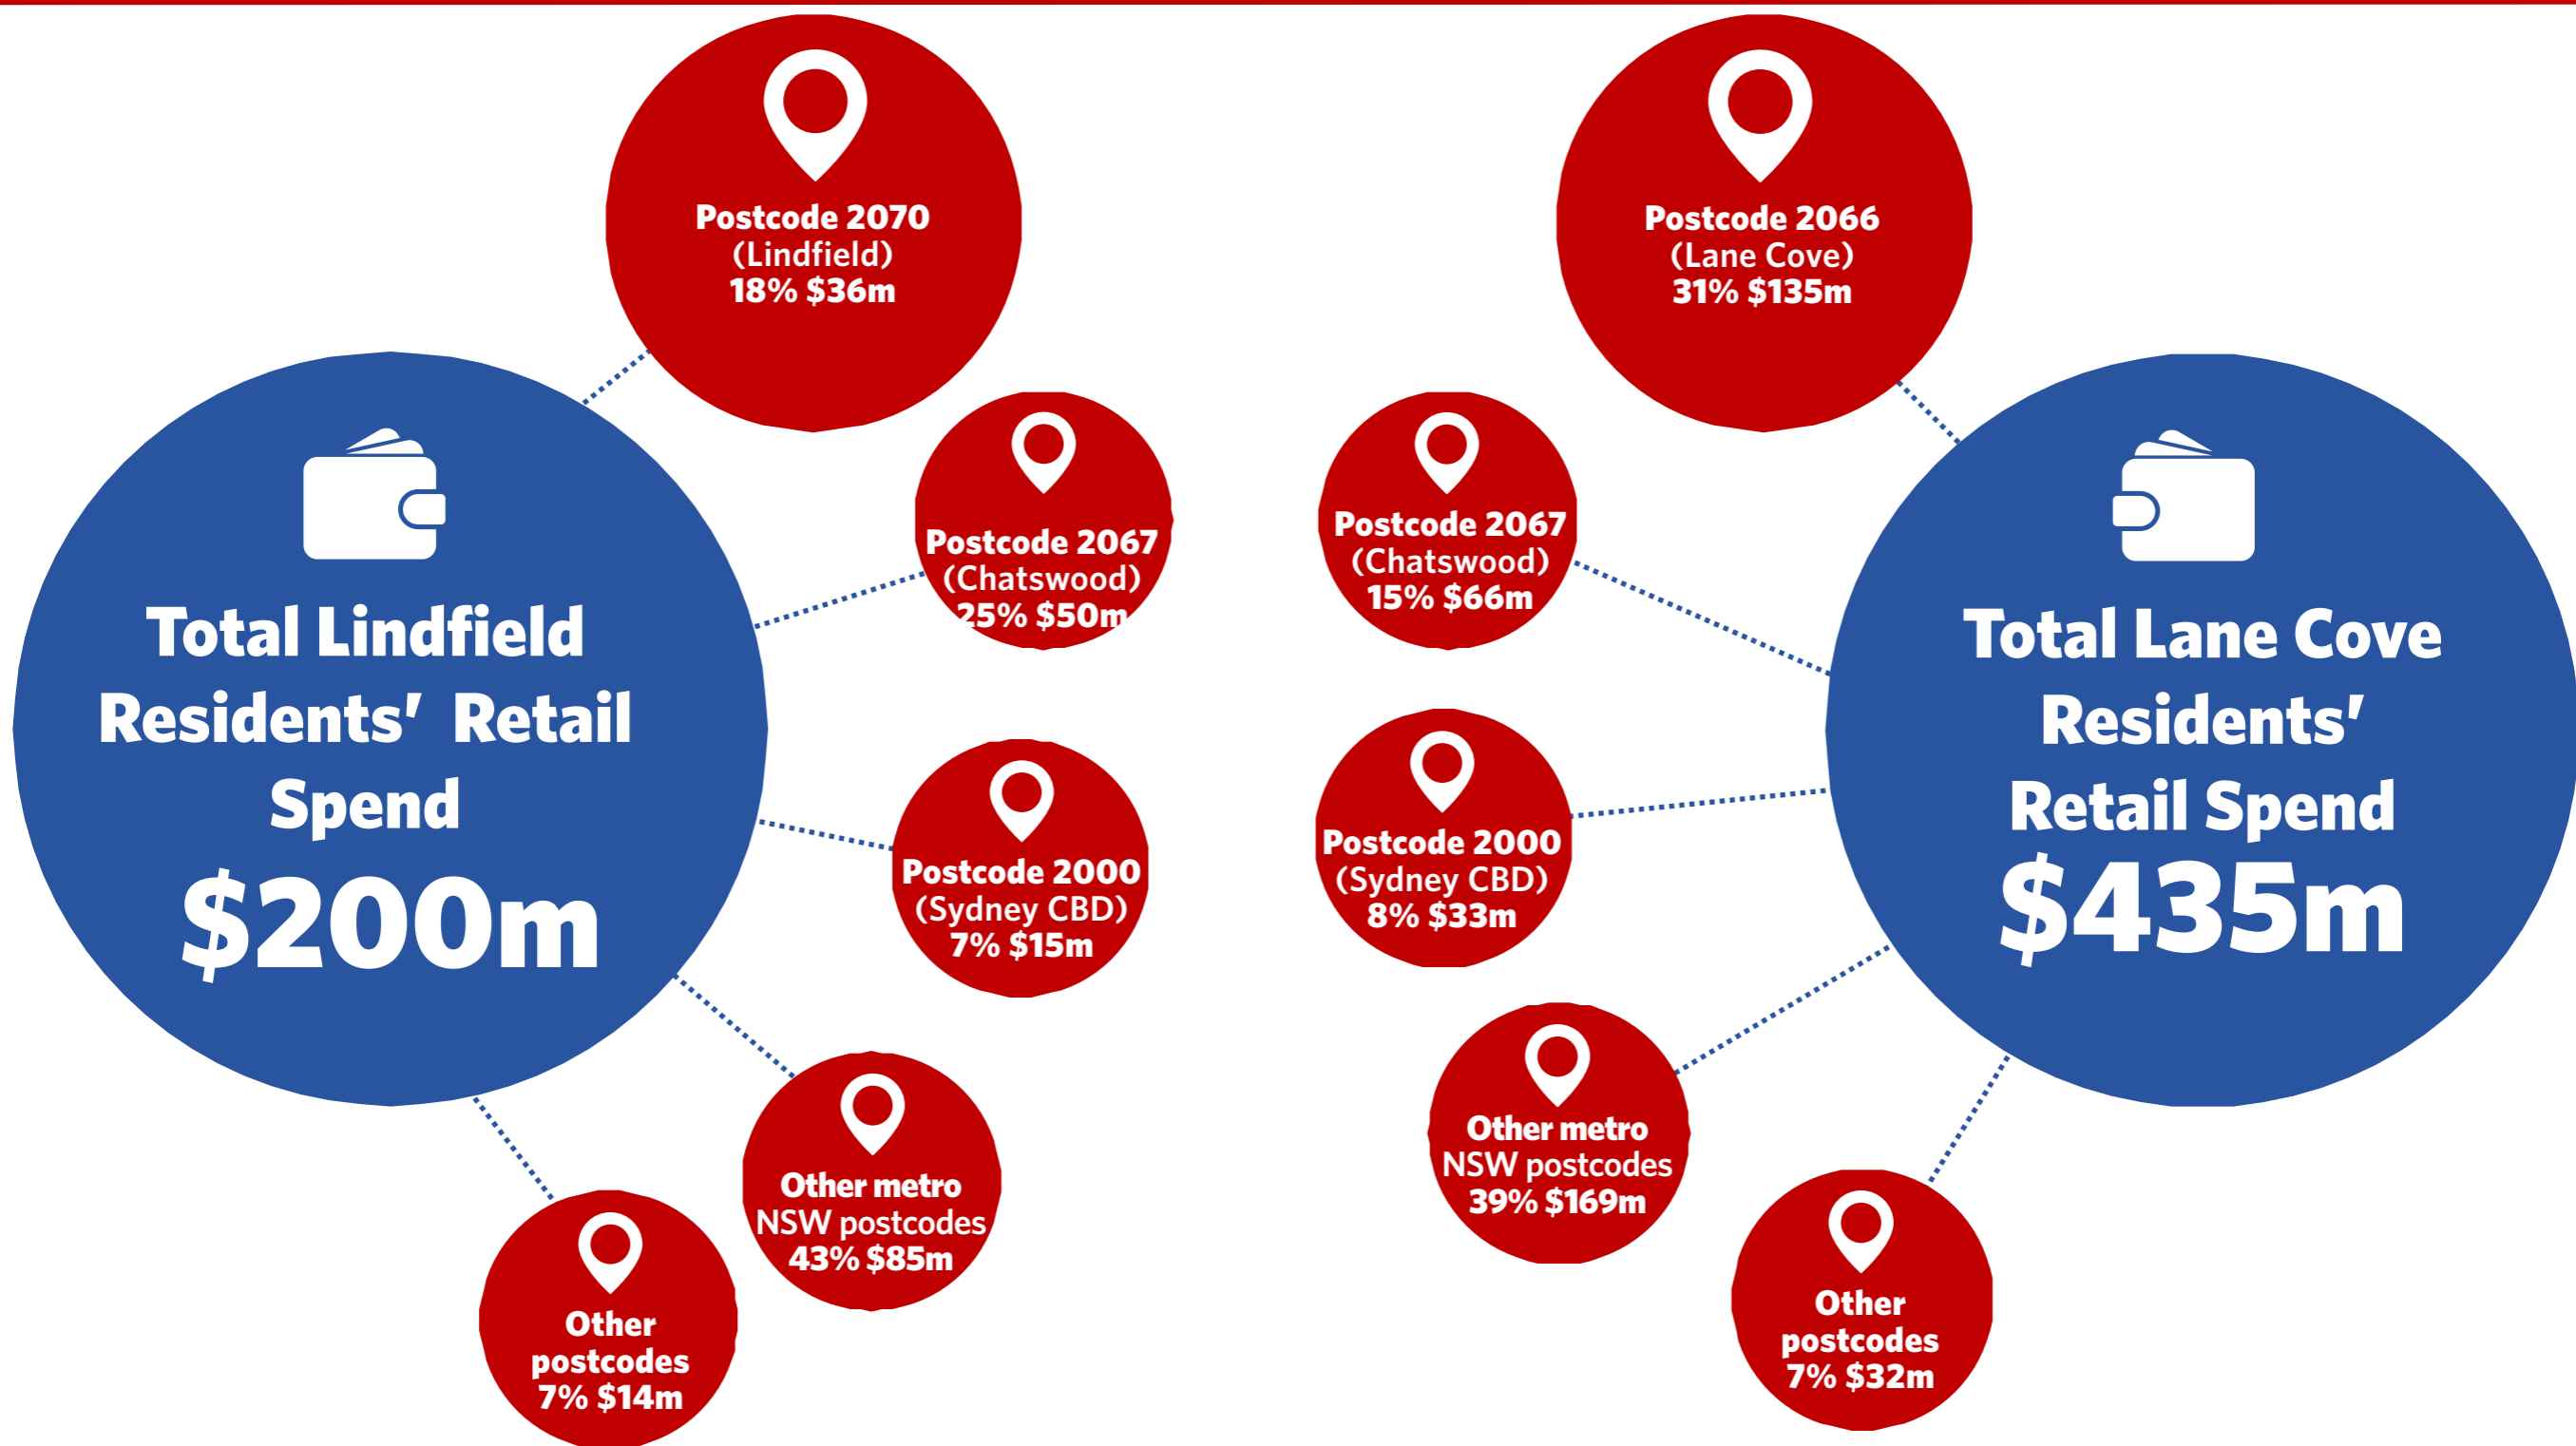 Total Lindfield
Residents’ Retail
Spend
$200m
Postcode 2070
(Lindfield)
18% $36m
Postcode 2067
(Chatswood)
25% $50m
Postcode 2000
(Sydney CBD)
7% $15m
Other metro
NSW postcodes
43% $85m
Other
postcodes
7% $14m
Total Lane Cove
Residents’
Retail Spend
$435m
Postcode 2066
(Lane Cove)
31% $135m
Postcode 2067
(Chatswood)
15% $66m
Postcode 2000
(Sydney CBD)
8% $33m
Other metro
NSW postcodes
39% $169m
Other
postcodes
7% $32m